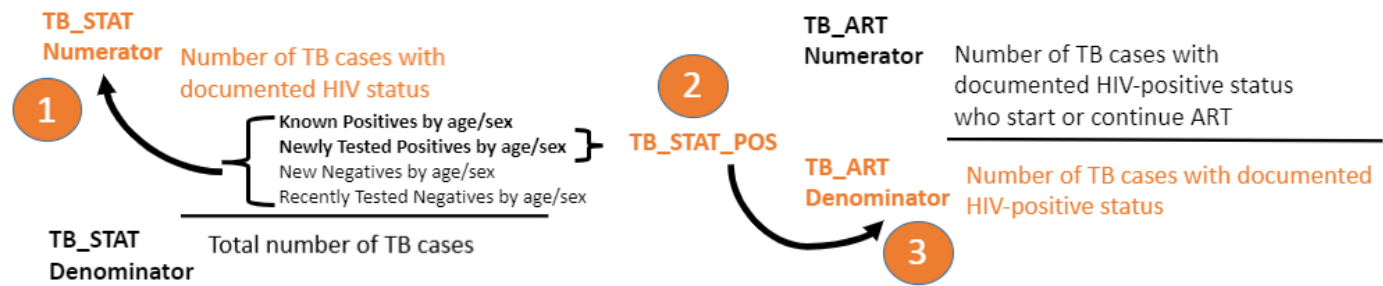 TB_STAT
Numerator
1
Number of TB cases with
documented HIV status
Known Positives by age/sex
Newly Tested Positives by age/sex
New Negatives by age/sex
Recently Tested Negatives by age/sex
TB_STAT
Denominator
Total number of TB cases
2
TB_STAT_POS
TB_ART
Numerator
Number of TB cases with
documented HIV-positive status
who start or continue ART
TB_ART
Denominator
3
Number of TB cases with documented
HIV-positive status